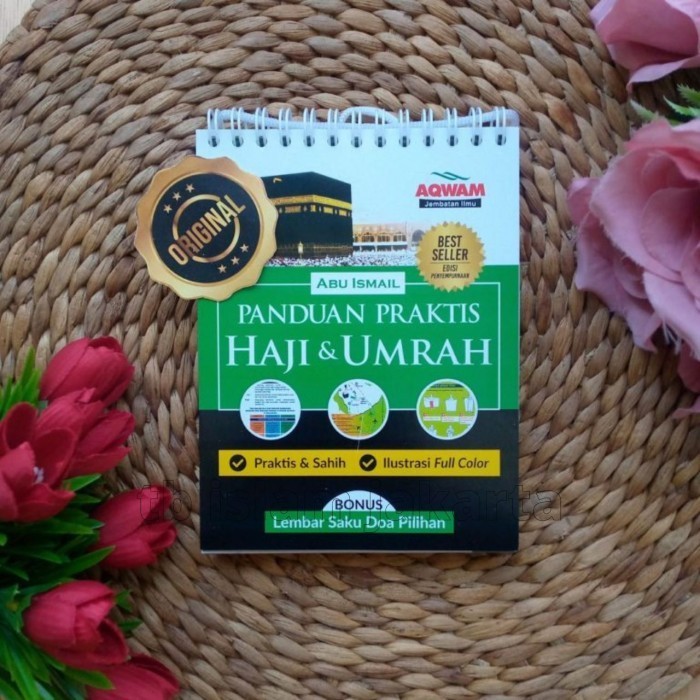 ORIGINAL
AQWAM
Jembatan Ilmu
BEST
SELLER
EDISI
PENYEMPURNAAN
ABU ISMAIL
PANDUAN PRAKTIS
HAJI & UMRAH
Praktis & Sahih
Ilustrasi Full Color
BONUS
Lembar Saku Doa Pilihan